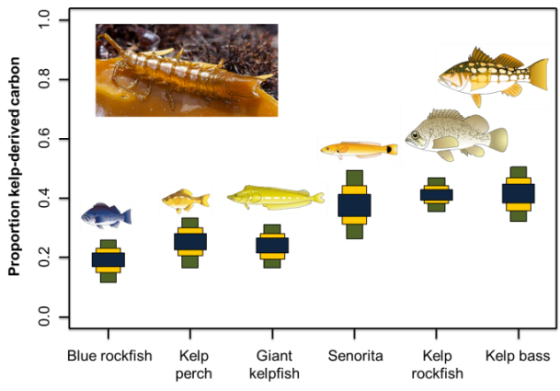 Proportion kelp-derived carbon
1.0
0.8
0.6
0.4
0.2
0.0
Blue rockfish
Kelp
perch
Giant
kelpfish
Senorita
Kelp
rockfish
Kelp bass